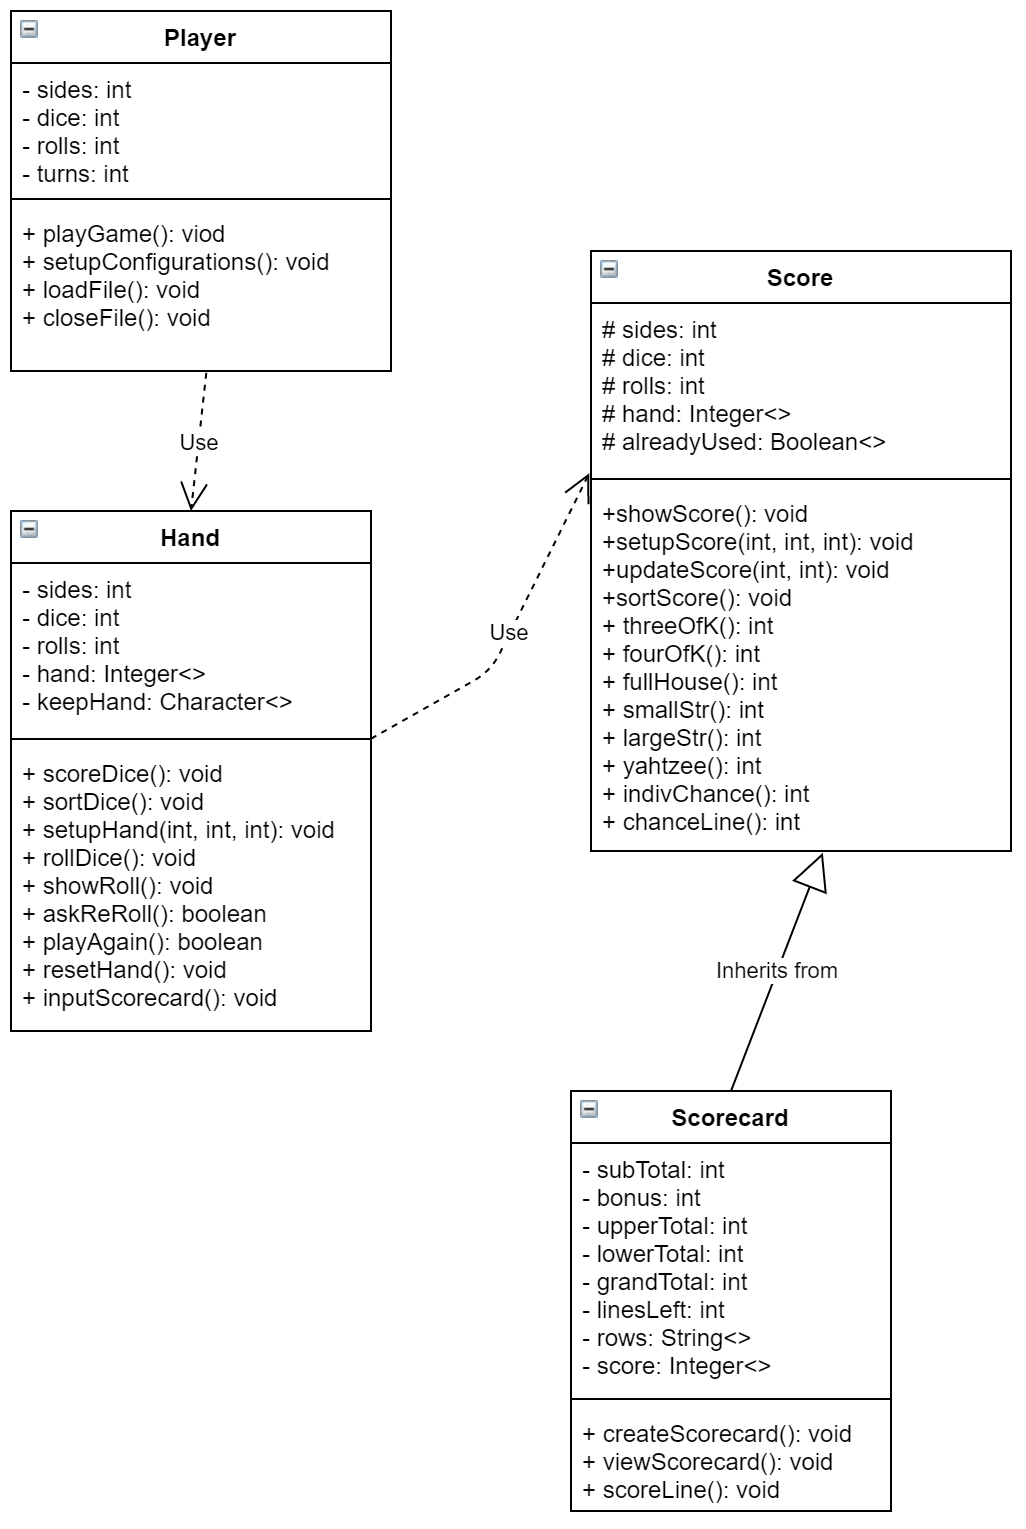 Player
- sides: int
- dice: int
- rolls: int
- turns: int
+ playGame(): viod
+ setupConfigurations(): void
+ loadFile(): void
+ closeFile(): void
Use
Hand
- sides: int
- dice: int
- rolls: int
- hand: Integer<>
- keepHand: Character<>
+ scoreDice(): void
+ sortDice(): void
+ setupHand(int, int, int): void
+ rollDice(): void
+ showRoll(): void
+ askReRoll(): boolean
+ playAgain(): boolean
+ resetHand(): void
+ inputScorecard(): void
Use
Score
# sides: int
# dice: int
# rolls: int
# hand: Integer<>
# alreadyUsed: Boolean<>
+showScore(): void
+setupScore(int, int, int): void
+updateScore(int, int): void
+sortScore(): void
+ threeOfK(): int
+ fourOfK(): int
+ fullHouse(): int
+ smallStr(): int
+ largeStr(): int
+ yahtzee(): int
+ indivChance(): int
+ chanceLine(): int
Inherits from
Scorecard
- subTotal: int
- bonus: int
- upperTotal: int
- lowerTotal: int
- grandTotal: int
- linesLeft: int
- rows: String<>
- score: Integer<>
+ createScorecard(): void
+ viewScorecard(): void
+ scoreLine(): void